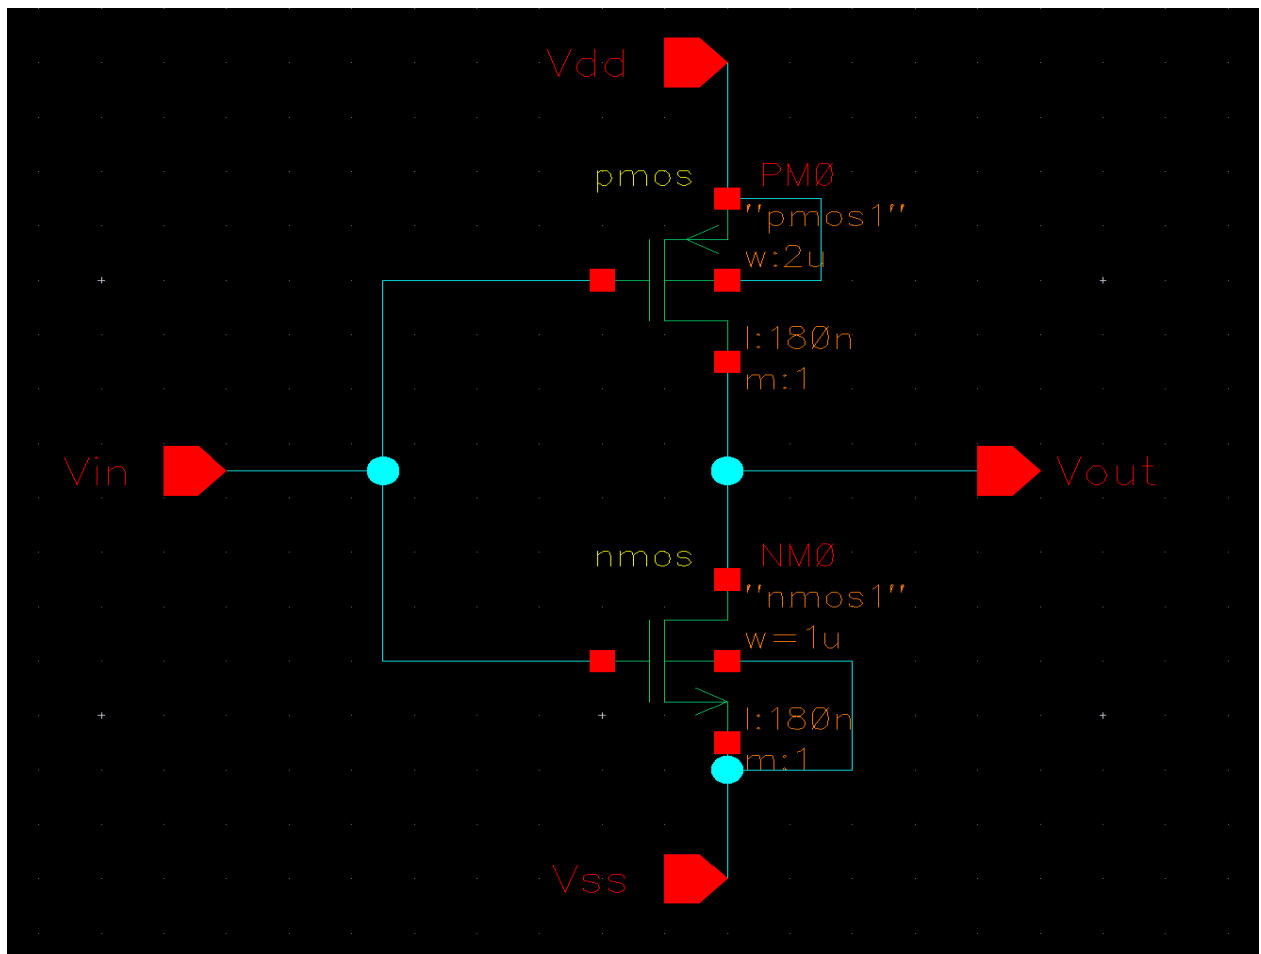 Vdd
pmos
PM0
"pmos1"
w:2u
l:180n
m:1
Vin
Vout
nmos
NM0
"nmos1"
w=1u
l:180n
m:1
Vss